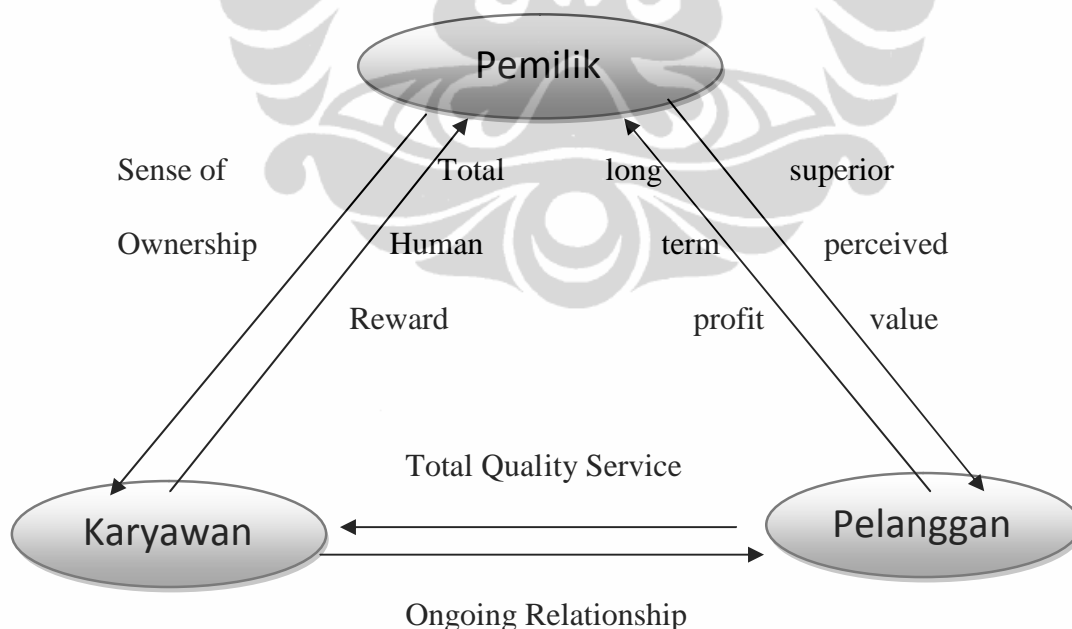 Pemilik
Sense of Total long superior
Ownership Human term perceived
Reward profit value
Total Quality Service
Karyawan Pelanggan
Ongoing Relationship